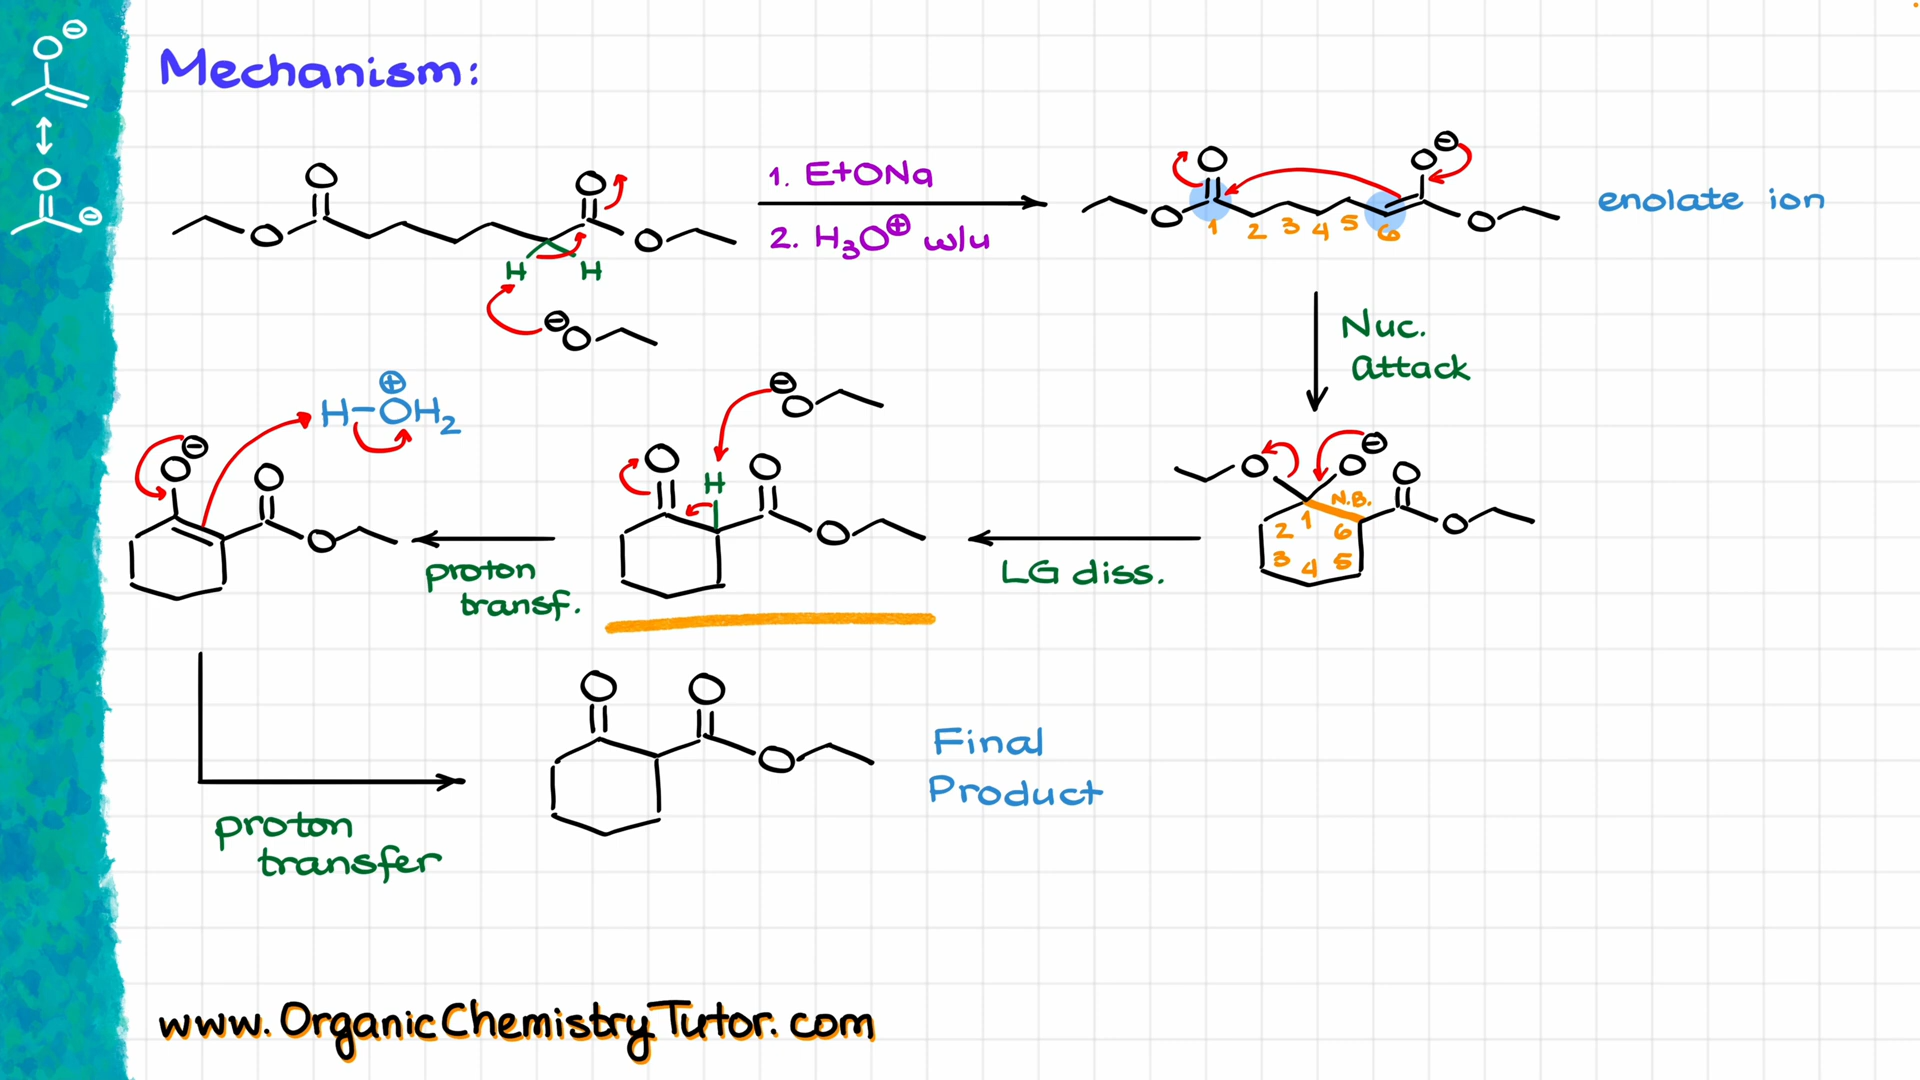 Mechanism:
O⊖
O
⊖
O
O
O
O
H
H
⊖O
1. EtONa
2. H3O⊕ w/u
O
O⊖
O
O
1 2 3 4 5 6
enolate ion
Nuc.
attack
O
O⊖
O
O
N.B.
1 2 3 4 5 6
LG diss.
⊖O
O
H
O
O
proton
transf.
H-O⊕H2
O⊖
O
O
proton
transfer
O
O
O
Final
Product
www.OrganicChemistryTutor.com